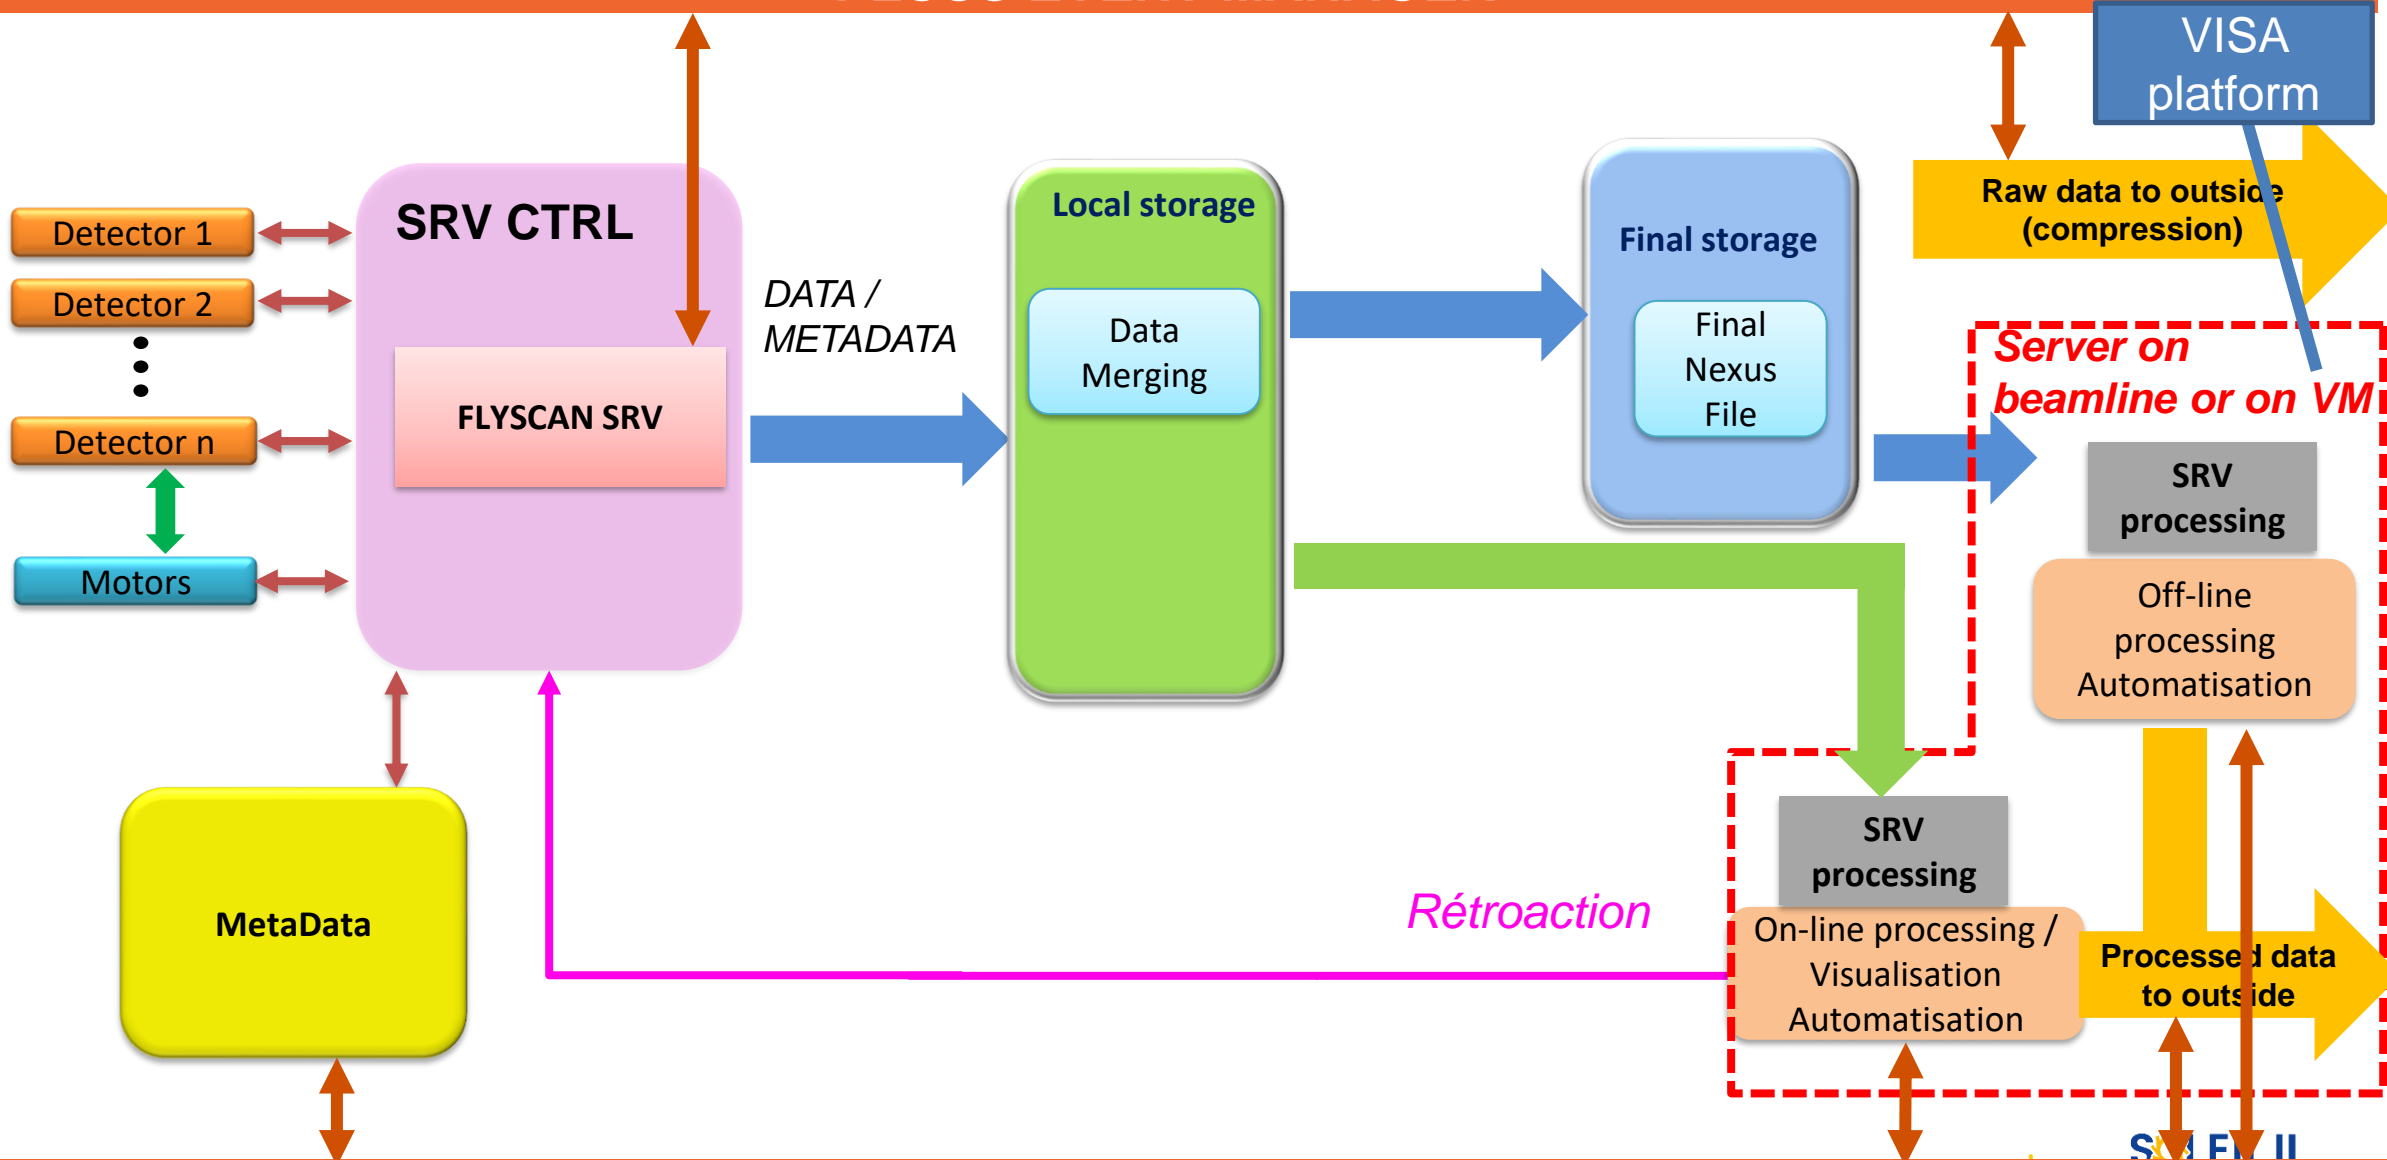 VISA
platform
Raw data to outside
(compression)
SRV CTRL
Detector 1
Detector 2
Detector n
Motors
FLYSCAN SRV
DATA /
METADATA
Local storage
Data
Merging
Final storage
Final
Nexus
File
Server on
beamline or on VM
SRV
processing
Off-line
processing
Automatisation
SRV
processing
On-line processing /
Visualisation
Automatisation
Processed data
to outside
Rétroaction
MetaData